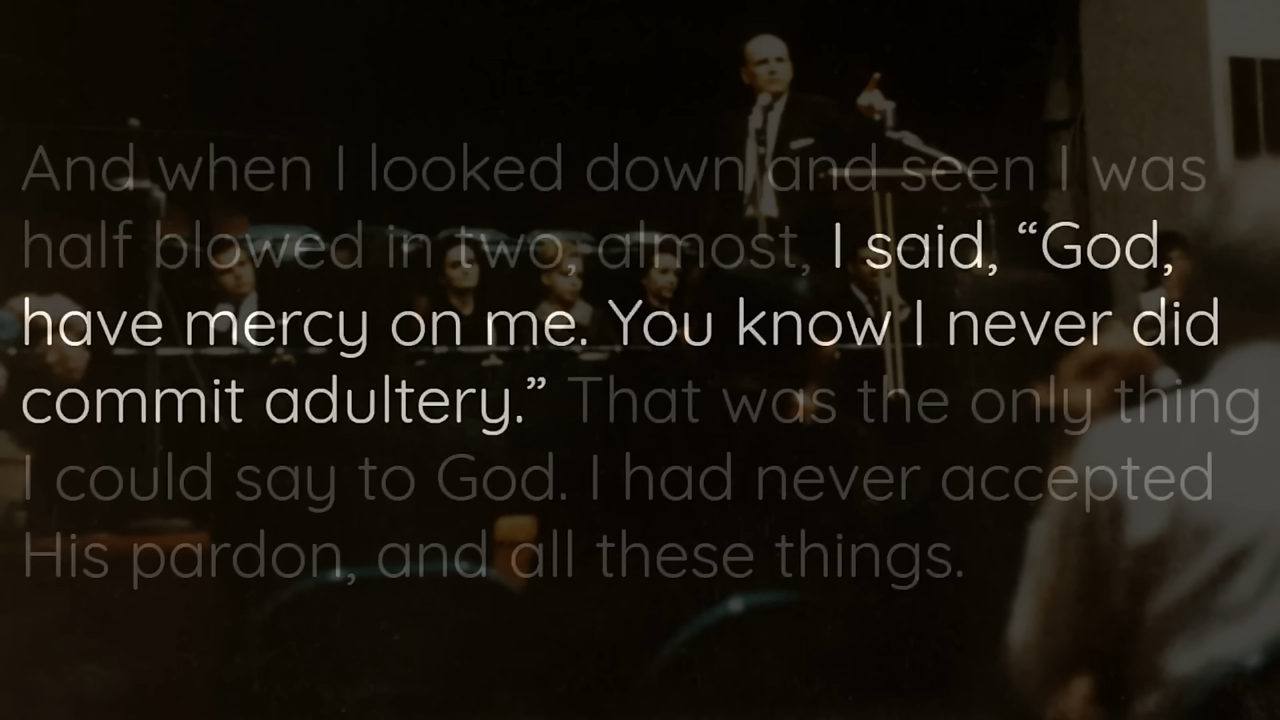 And when I looked down and seen I was
half blowed in two, almost, I said, “God,
have mercy on me. You know I never did
commit adultery.” That was the only thing
I could say to God. I had never accepted
His pardon, and all these things.